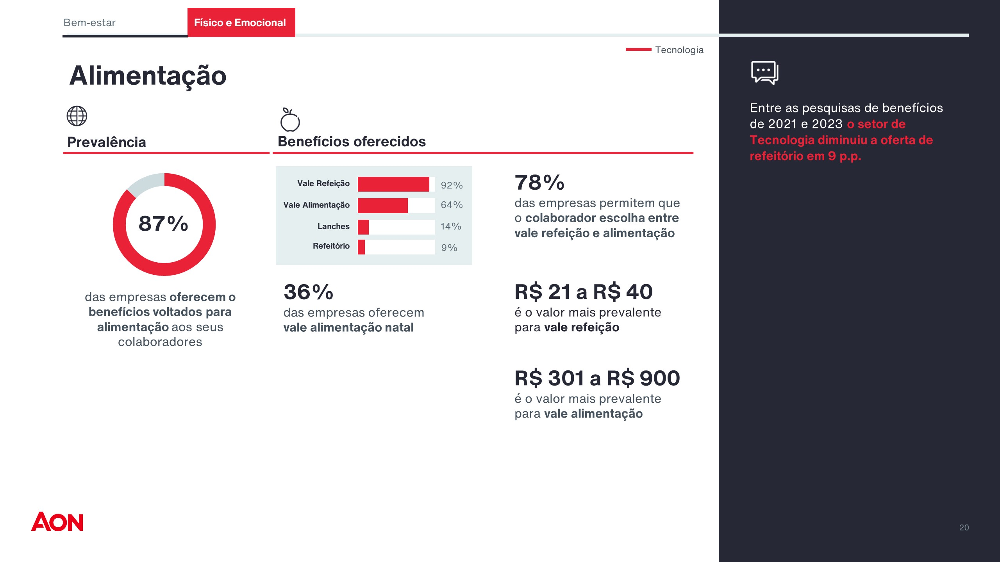 Bem-estar
Físico e Emocional
Tecnologia
Alimentação
Prevalência
87%
das empresas oferecem o
benefícios voltados para
alimentação aos seus
colaboradores
Benefícios oferecidos
Vale Refeição 92%
Vale Alimentação 64%
Lanches 14%
Refeitório 9%
36%
das empresas oferecem
vale alimentação natal
78%
das empresas permitem que
o colaborador escolha entre
vale refeição e alimentação
R$ 21 a R$ 40
é o valor mais prevalente
para vale refeição
R$ 301 a R$ 900
é o valor mais prevalente
para vale alimentação
Entre as pesquisas de benefícios
de 2021 e 2023 o setor de
Tecnologia diminuiu a oferta de
refeitório em 9 p.p.
AON
20